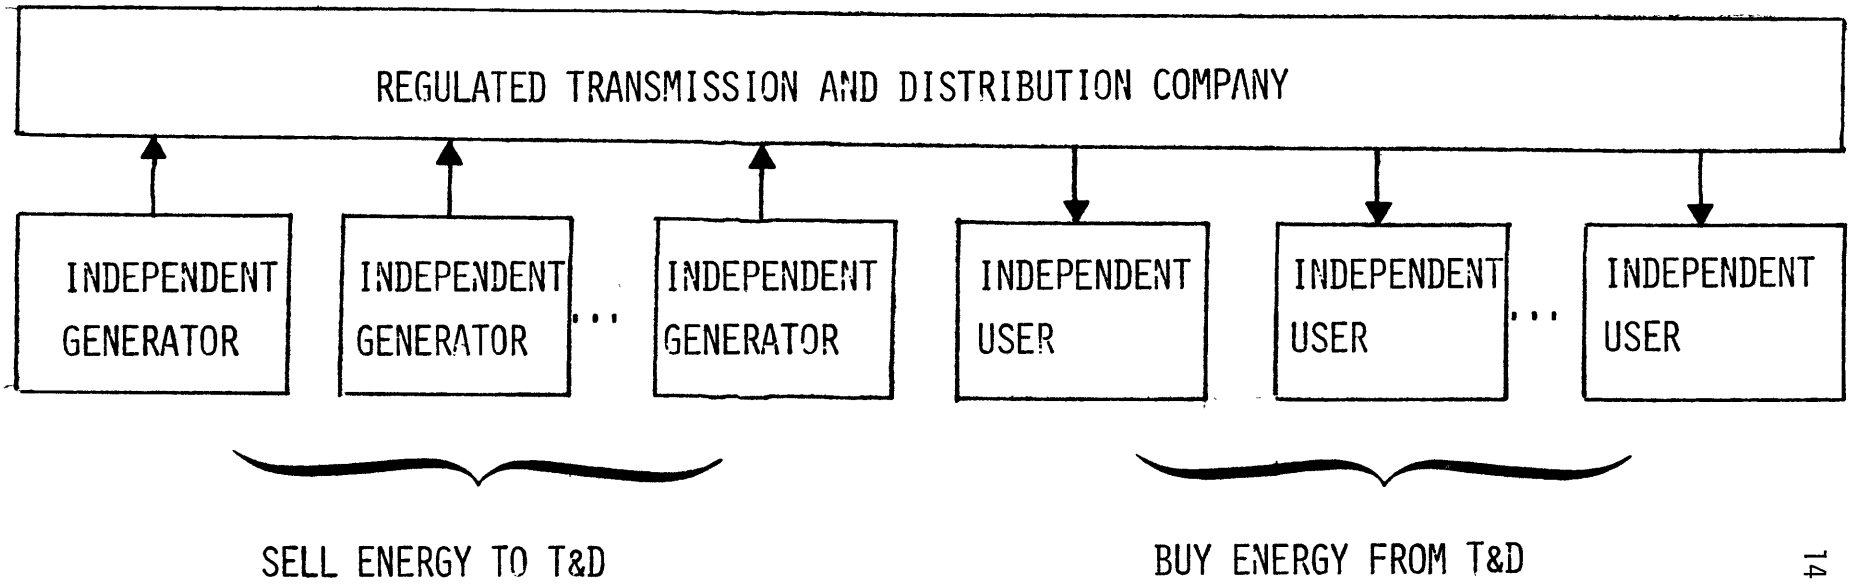 REGULATED TRANSMISSION AND DISTRIBUTION COMPANY
INDEPENDENT
GENERATOR
INDEPENDENT
GENERATOR
...
INDEPENDENT
GENERATOR
INDEPENDENT
USER
INDEPENDENT
USER
...
INDEPENDENT
USER
SELL ENERGY TO T&D
BUY ENERGY FROM T&D
14